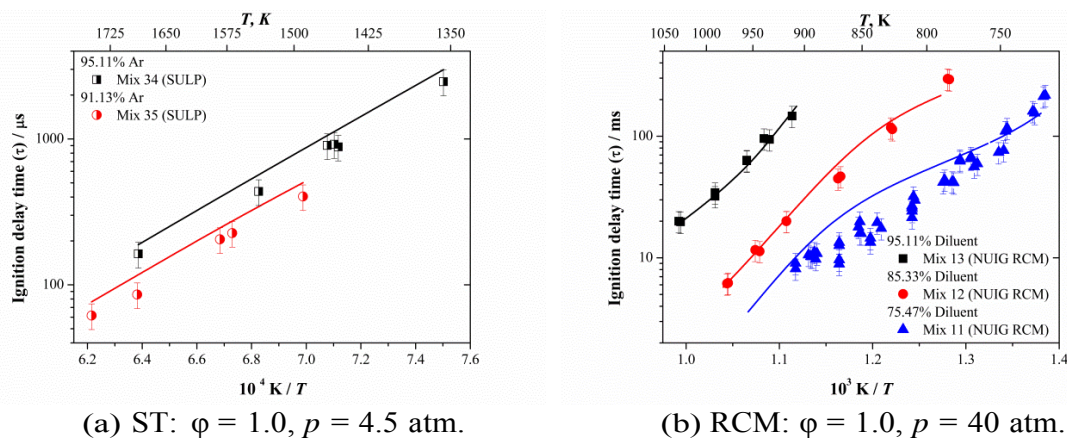 T, K
1725 1650 1575 1500 1425 1350
95.11% Ar
Mix 34 (SULP)
91.13% Ar
Mix 35 (SULP)
Ignition delay time (τ) / μs
1000
100
6.2 6.4 6.6 6.8 7.0 7.2 7.4 7.6
10 4 K / T
(a) ST: φ = 1.0, p = 4.5 atm.
T, K
1050 1000 950 900 850 800 750
Ignition delay time (τ) / ms
100
10
95.11% Diluent
Mix 13 (NUIG RCM)
85.33% Diluent
Mix 12 (NUIG RCM)
75.47% Diluent
Mix 11 (NUIG RCM)
1.0 1.1 1.2 1.3 1.4
10³ K / T
(b) RCM: φ = 1.0, p = 40 atm.